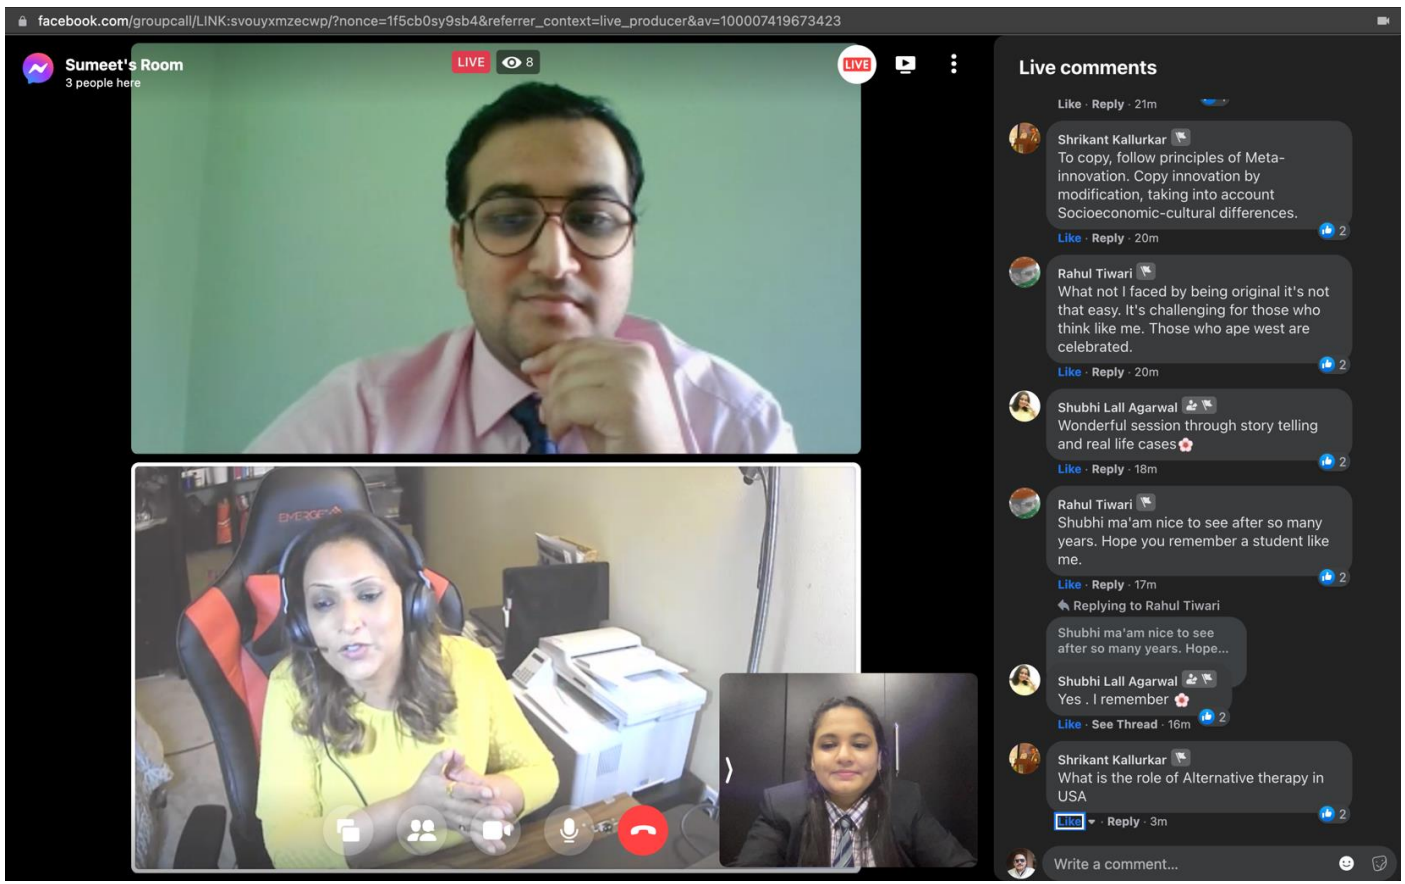 facebook.com/groupcall/LINK:svouyxmzecwp/?nonce=1f5cb0sy9sb4&referrer_context=live_producer&av=100007419673423
Sumeet's Room
3 people here
LIVE 8
LIVE
EMERGE
Live comments
Like · Reply · 21m
Shrikant Kallurkar
To copy, follow principles of Meta-
innovation. Copy innovation by
modification, taking into account
Socioeconomic-cultural differences.
2
Like · Reply · 20m
Rahul Tiwari
What not I faced by being original it's not
that easy. It's challenging for those who
think like me. Those who ape west are
celebrated.
2
Like · Reply · 20m
Shubhi Lall Agarwal
Wonderful session through story telling
and real life cases🌸
2
Like · Reply · 18m
Rahul Tiwari
Shubhi ma'am nice to see after so many
years. Hope you remember a student like
me.
2
Like · Reply · 17m
Replying to Rahul Tiwari
Shubhi ma'am nice to see
after so many years. Hope...
Shubhi Lall Agarwal
Yes . I remember 🌸
2
Like · See Thread · 16m
Shrikant Kallurkar
What is the role of Alternative therapy in
USA
2
Like · Reply · 3m
Write a comment...